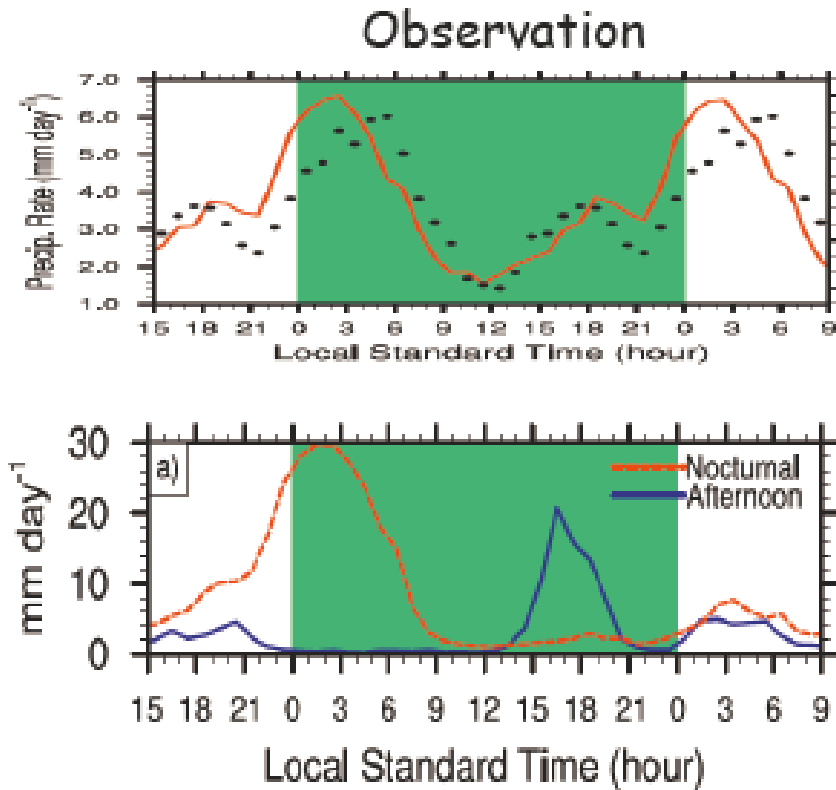 Observation
7.0
6.0
5.0
4.0
3.0
2.0
1.0
Precip. Rate (mm day⁻¹)
15 18 21 0 3 6 9 12 15 18 21 0 3 6 9
Local Standard Time (hour)
a)
Nocturnal
Afternoon
30
20
10
0
mm day⁻¹
15 18 21 0 3 6 9 12 15 18 21 0 3 6 9
Local Standard Time (hour)